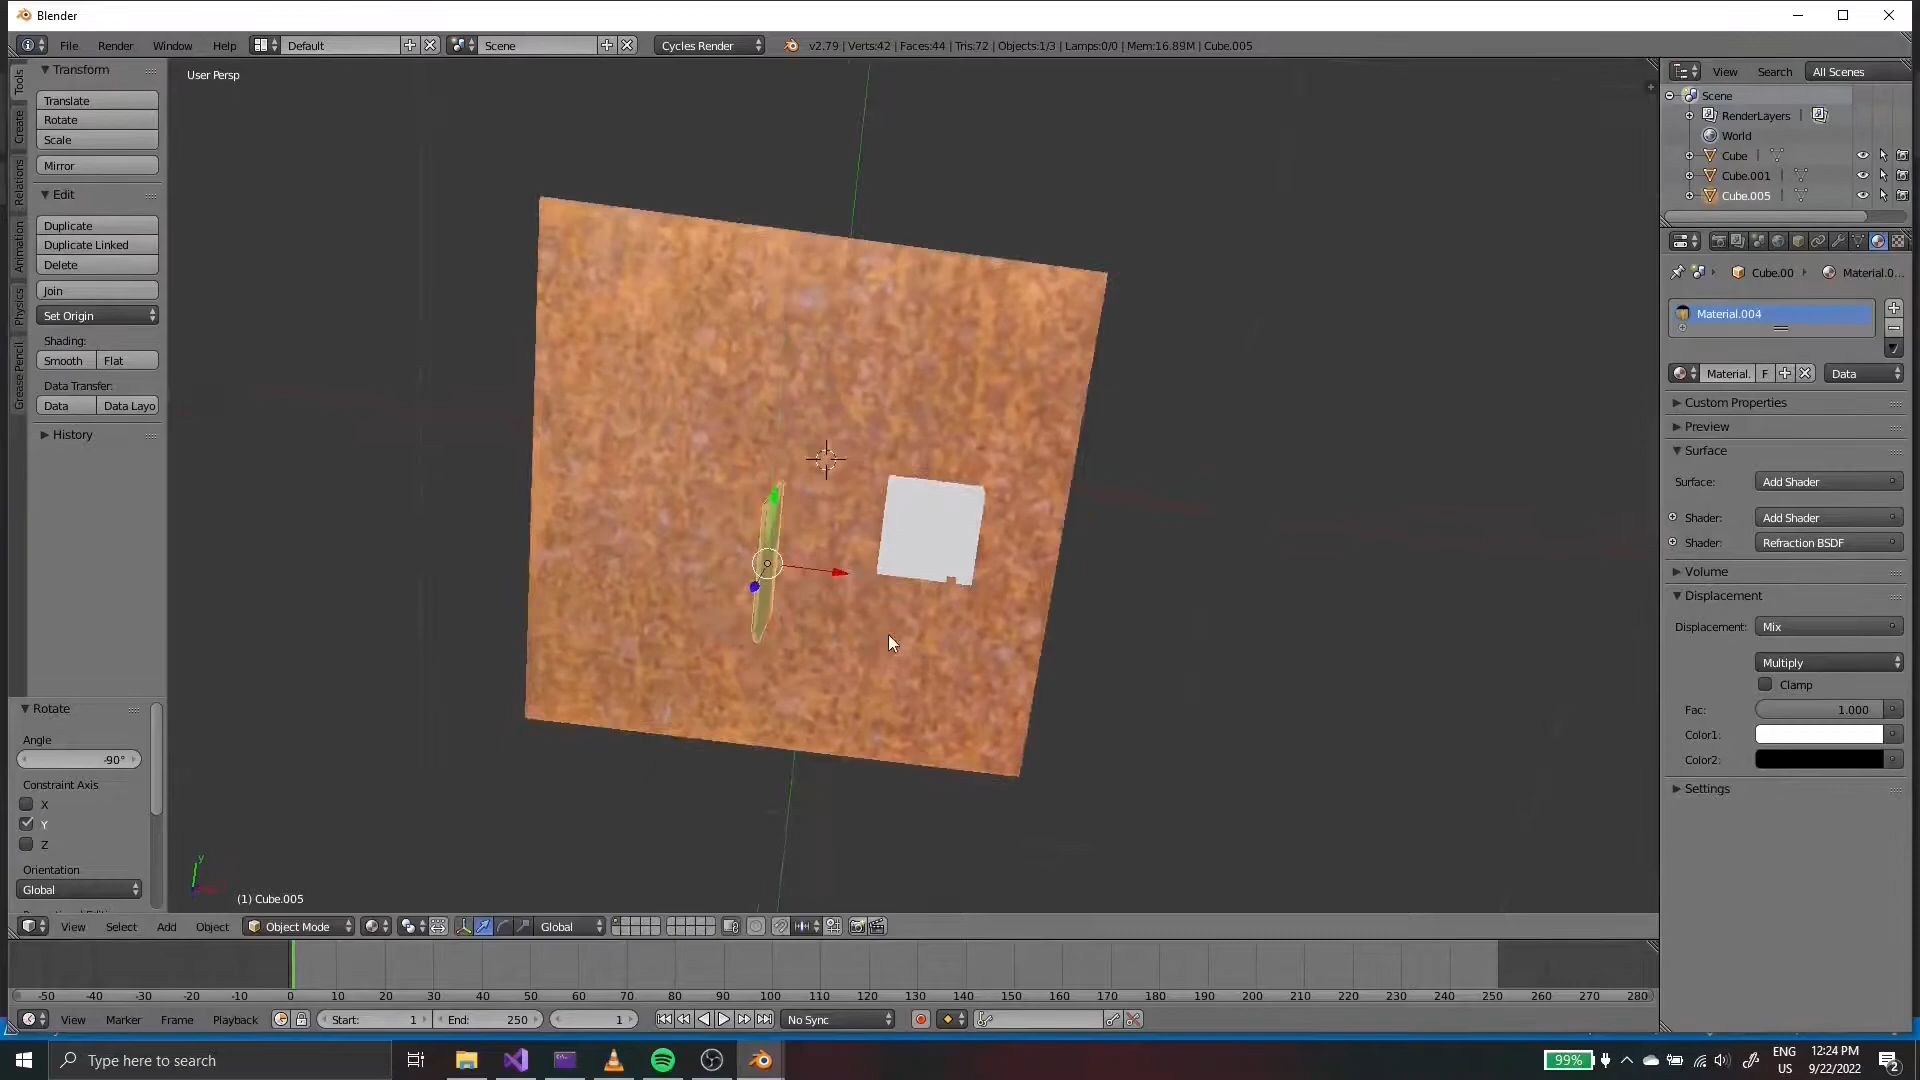 Blender
File Render Window Help Default Scene Cycles Render v2.79 | Verts:42 | Faces:44 | Tris:72 | Objects:1/3 | Lamps:0/0 | Mem:16.89M | Cube.005
Tools
Create
Relations
Animation
Physics
Grease Pencil
Transform
Translate
Rotate
Scale
Mirror
Edit
Duplicate
Duplicate Linked
Delete
Join
Set Origin
Shading:
Smooth Flat
Data Transfer:
Data Data Layo
History
Rotate
Angle
-90°
Constraint Axis
X
Y
Z
Orientation
Global
User Persp
y
(1) Cube.005
View Select Add Object Object Mode Global
View Search All Scenes
Scene
RenderLayers |
World
Cube |
Cube.001 |
Cube.005 |
Cube.00 Material.0...
Material.004
Material. F Data
Custom Properties
Preview
Surface
Surface: Add Shader
Shader: Add Shader
Shader: Refraction BSDF
Volume
Displacement
Displacement: Mix
Multiply
Clamp
Fac: 1.000
Color1:
Color2:
Settings
-50 -40 -30 -20 -10 0 10 20 30 40 50 60 70 80 90 100 110 120 130 140 150 160 170 180 190 200 210 220 230 240 250 260 270 280
View Marker Frame Playback Start: 1 End: 250 1 No Sync
Type here to search
99% ENG 12:24 PM
US 9/22/2022 2